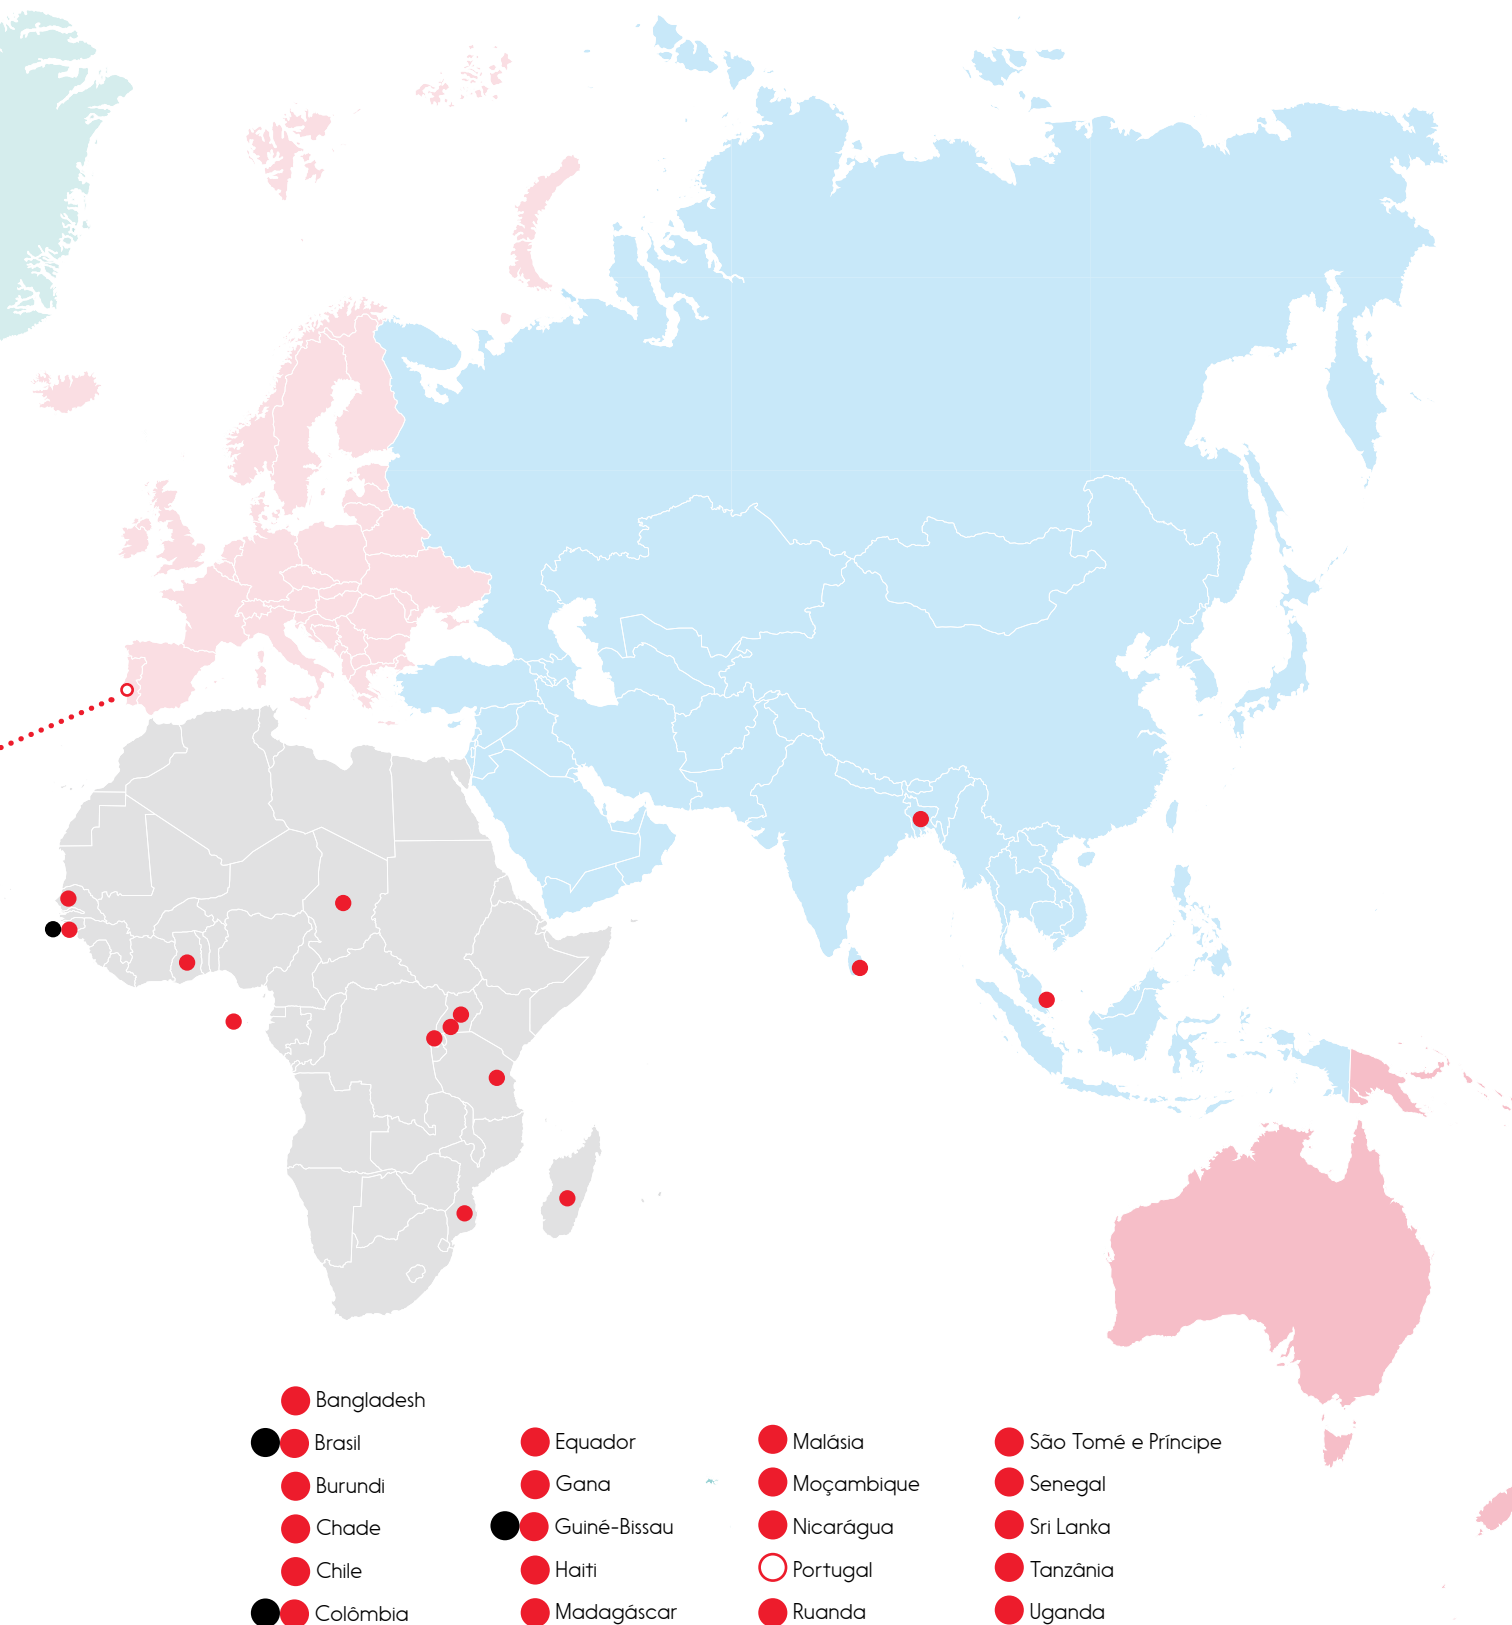 Bangladesh
Brasil
Burundi
Chade
Chile
Colômbia
Equador
Gana
Guiné-Bissau
Haiti
Madagáscar
Malásia
Moçambique
Nicarágua
Portugal
Ruanda
São Tomé e Príncipe
Senegal
Sri Lanka
Tanzânia
Uganda